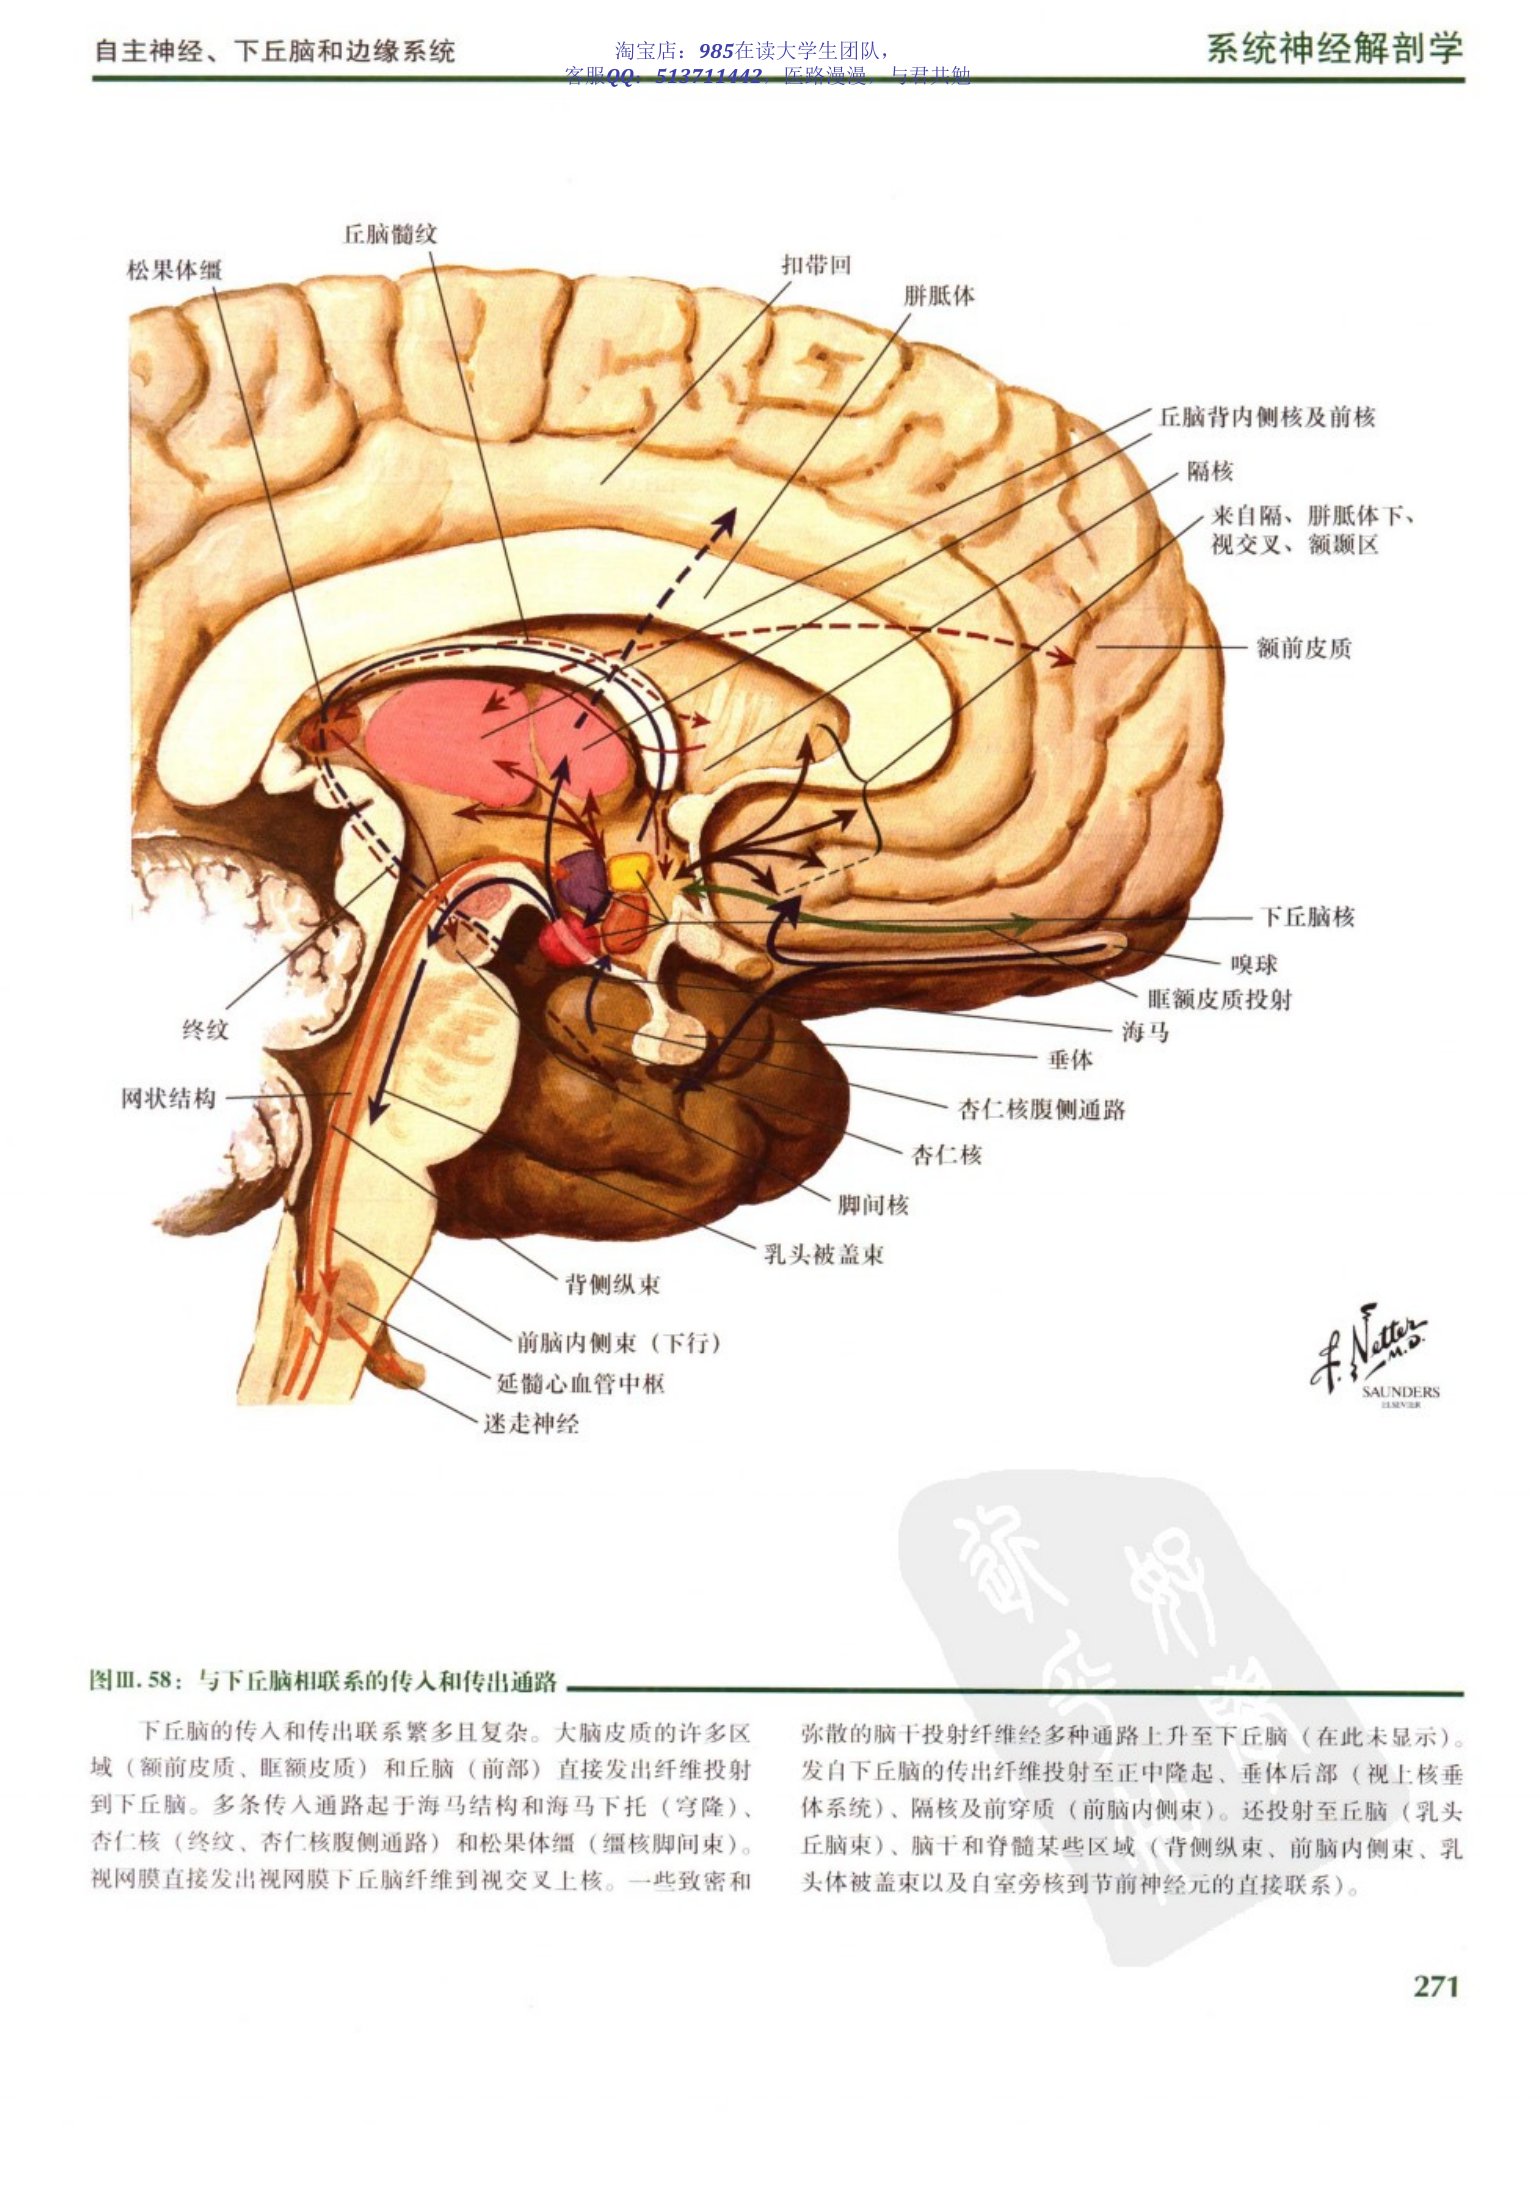 自主神经、下丘脑和边缘系统
淘宝店：985在读大学生团队，
客服QQ：513711442，医路漫漫，与君共勉
系统神经解剖学
丘脑髓纹
松果体缰
扣带回
胼胝体
丘脑背内侧核及前核
隔核
来自隔、胼胝体下、
视交叉、额颞区
额前皮质
下丘脑核
嗅球
眶额皮质投射
海马
终纹
垂体
网状结构
杏仁核腹侧通路
杏仁核
脚间核
乳头被盖束
背侧纵束
前脑内侧束（下行）
延髓心血管中枢
迷走神经
F. Netter
M.D.
SAUNDERS
ELSEVIER
图Ⅲ.58：与下丘脑相联系的传入和传出通路
下丘脑的传入和传出联系繁多且复杂。大脑皮质的许多区
域（额前皮质、眶额皮质）和丘脑（前部）直接发出纤维投射
到下丘脑。多条传入通路起于海马结构和海马下托（穹隆）、
杏仁核（终纹、杏仁核腹侧通路）和松果体缰（缰核脚间束）。
视网膜直接发出视网膜下丘脑纤维到视交叉上核。一些致密和
弥散的脑干投射纤维经多种通路上升至下丘脑（在此未显示）。
发自下丘脑的传出纤维投射至正中隆起、垂体后部（视上核垂
体系统）、隔核及前穿质（前脑内侧束）。还投射至丘脑（乳头
丘脑束）、脑干和脊髓某些区域（背侧纵束、前脑内侧束、乳
头体被盖束以及自室旁核到节前神经元的直接联系）。
271